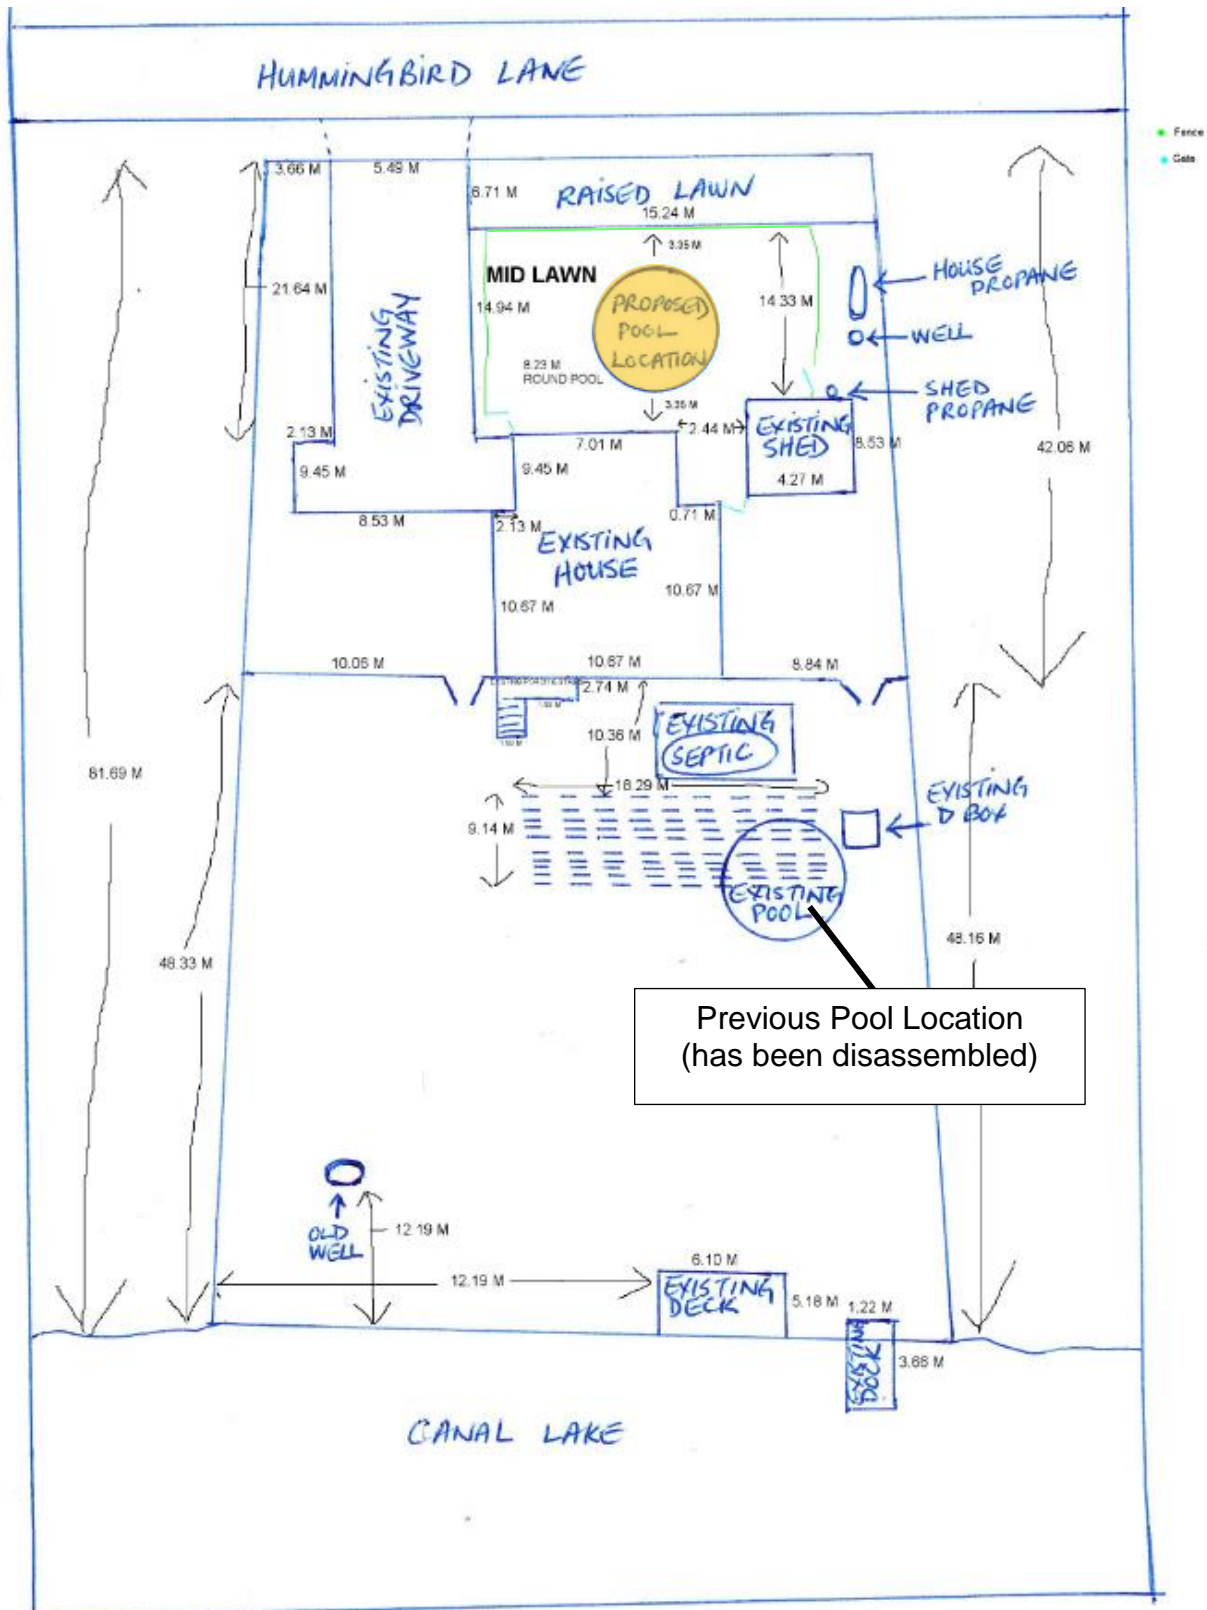 HUMMINGBIRD LANE
Fence
Gate
3.66 M
5.49 M
6.71 M
RAISED LAWN
15.24 M
3.35 M
MID LAWN
HOUSE
PROPANE
21.64 M
14.94 M
PROPOSED
POOL
LOCATION
14.33 M
WELL
EXISTING
DRIVEWAY
8.23 M
ROUND POOL
SHED
PROPANE
3.35 M
2.13 M
7.01 M
2.44 M
EXISTING
SHED
8.53 M
42.06 M
9.45 M
9.45 M
4.27 M
8.53 M
2.13 M
0.71 M
EXISTING
HOUSE
10.67 M
10.67 M
10.06 M
10.67 M
8.84 M
2.74 M
10.36 M
EXISTING
SEPTIC
81.69 M
18.29 M
EXISTING
D BOX
9.14 M
EXISTING
POOL
48.33 M
48.16 M
Previous Pool Location
(has been disassembled)
OLD
WELL
12.19 M
12.19 M
6.10 M
EXISTING
DECK
5.18 M
1.22 M
EXISTING
DOCK
3.66 M
CANAL LAKE